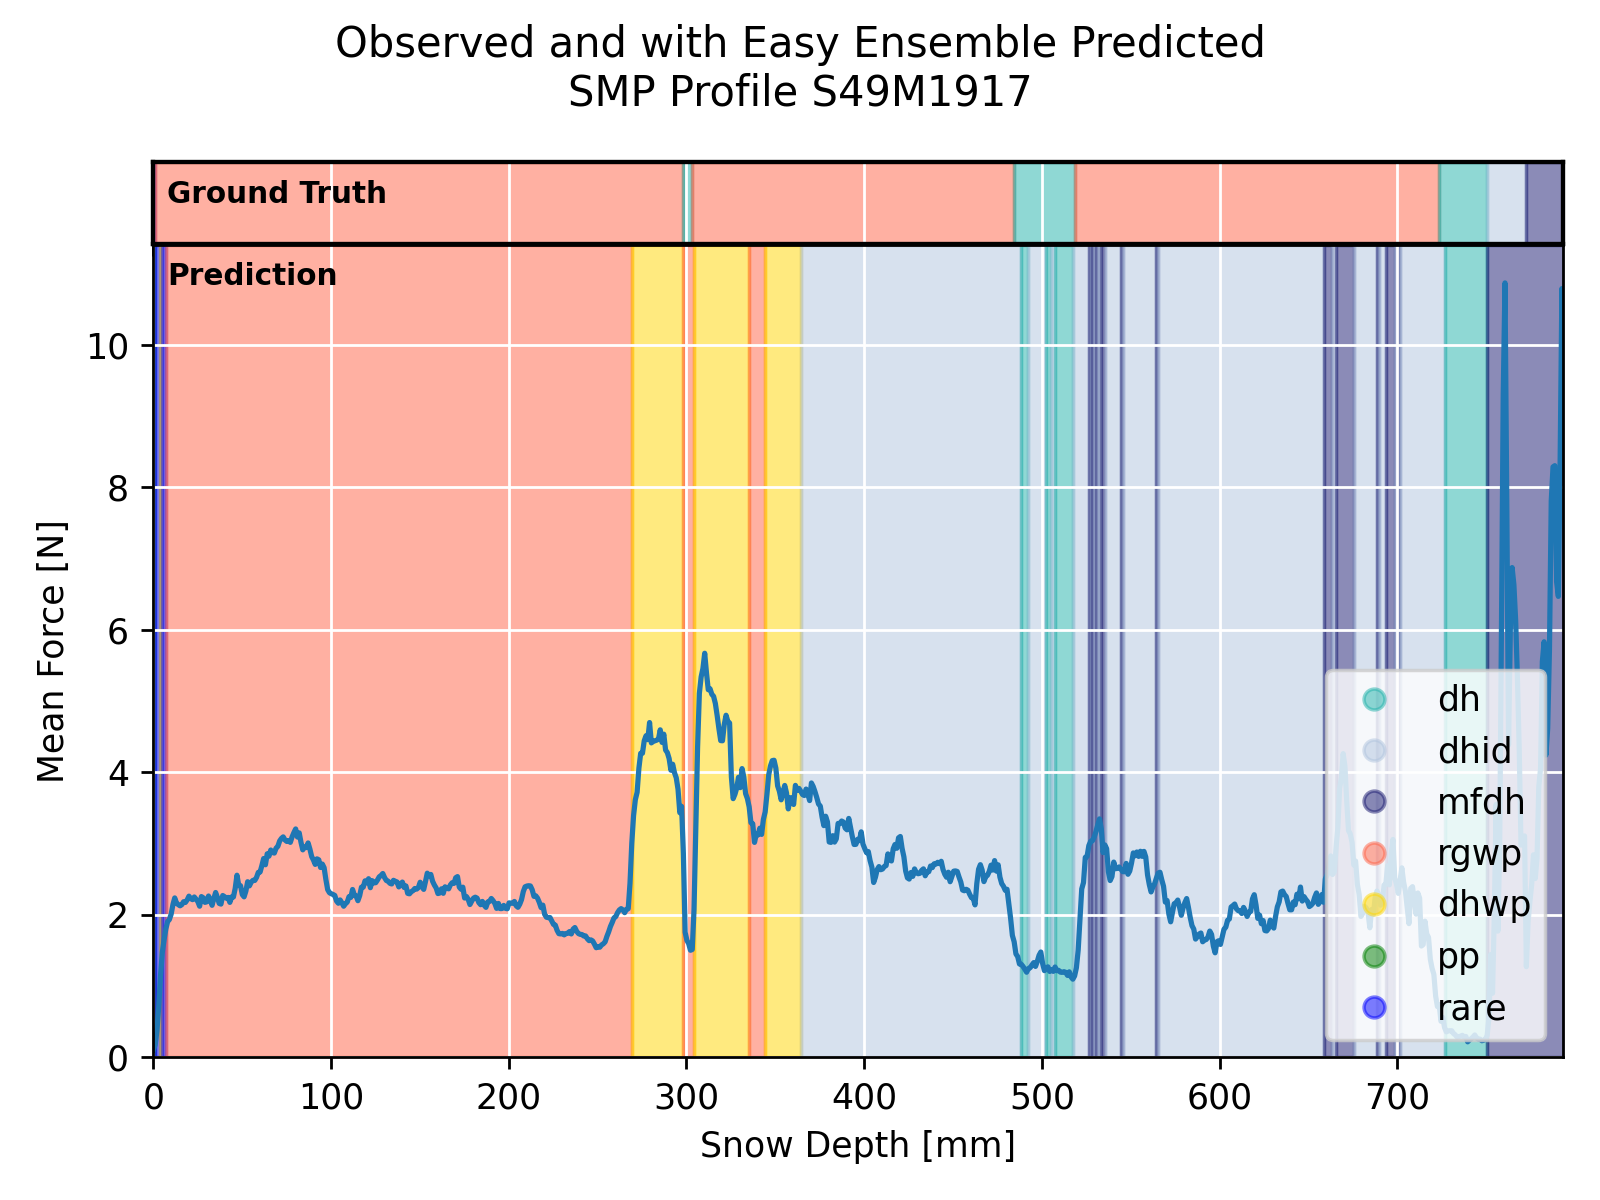 Observed and with Easy Ensemble Predicted
SMP Profile S49M1917
Ground Truth
Prediction
10
8
6
4
2
0
Mean Force [N]
dh
dhid
mfdh
rgwp
dhwp
pp
rare
0 100 200 300 400 500 600 700
Snow Depth [mm]